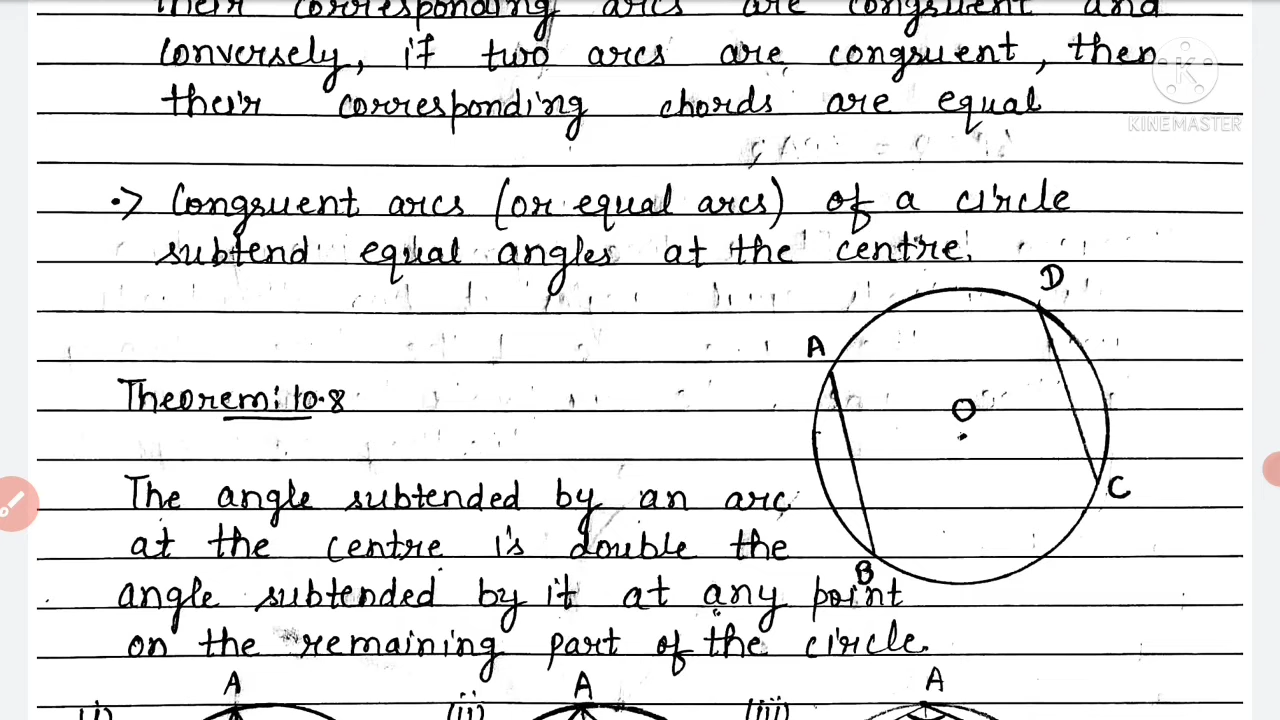 their corresponding arcs are congruent and
conversely, if two arcs are congruent, then
their corresponding chords are equal
KINEMASTER
•> Congruent arcs (or equal arcs) of a circle
subtend equal angles at the centre.
D
A
Theorem: 10.8
O
The angle subtended by an arc
C
at the centre is double the
B
angle subtended by it at any point
on the remaining part of the circle.
A A A
(i) (ii) (iii)